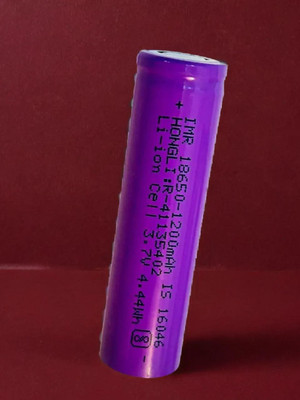 +
IMR 18650-1200mAh IS 16046
HONGLI:R-41135402
Li-ion Cell 3.7V 4.44Wh
-